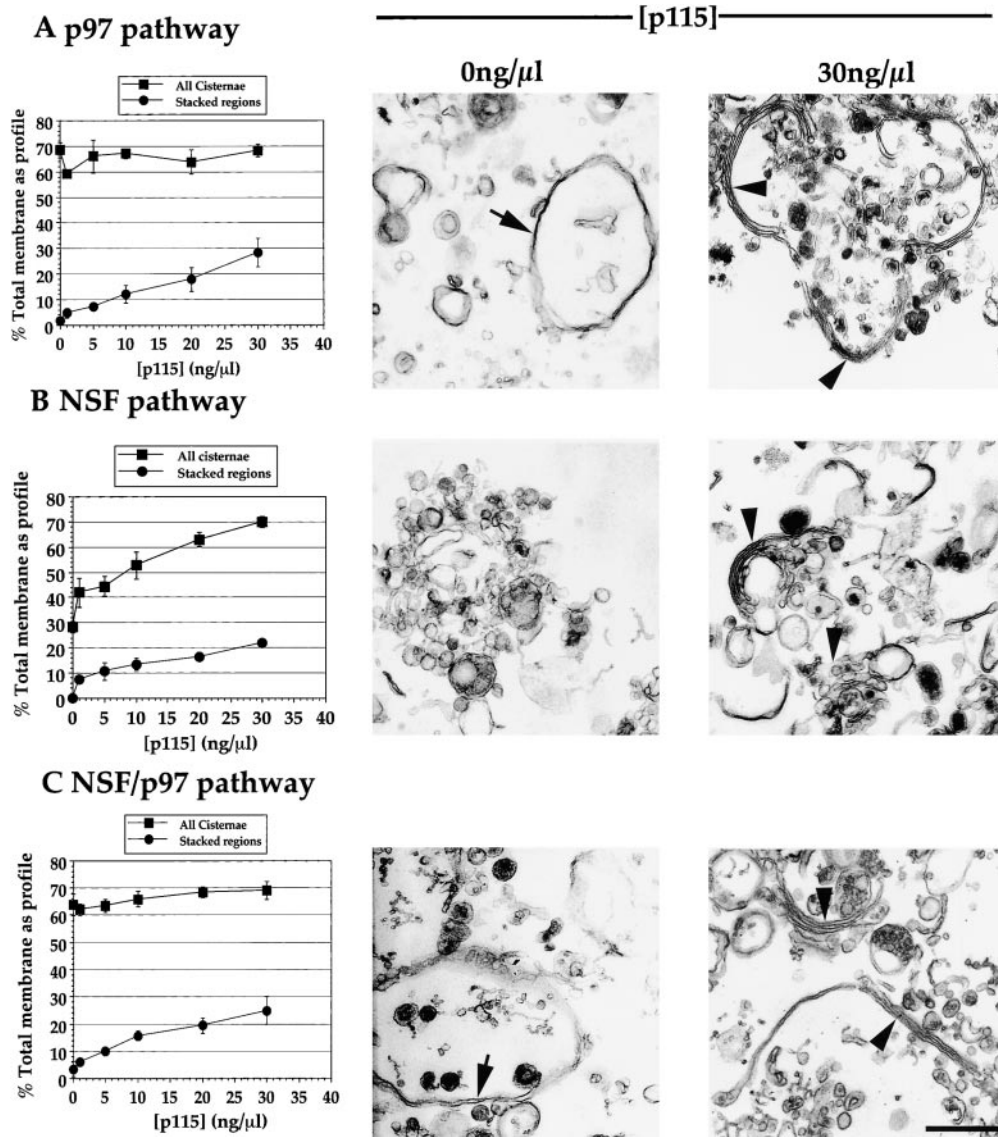 [p115]
A p97 pathway
0ng/µl
30ng/µl
All Cisternae
Stacked regions
% Total membrane as profile
80
70
60
50
40
30
20
10
0
0 5 10 15 20 25 30 35 40
[p115] (ng/µl)
B NSF pathway
All cisternae
Stacked regions
% Total membrane as profile
80
70
60
50
40
30
20
10
0
0 5 10 15 20 25 30 35 40
[p115] (ng/µl)
C NSF/p97 pathway
All Cisternae
Stacked regions
% Total membrane as profile
80
70
60
50
40
30
20
10
0
0 5 10 15 20 25 30 35 40
[p115] (ng/µl)